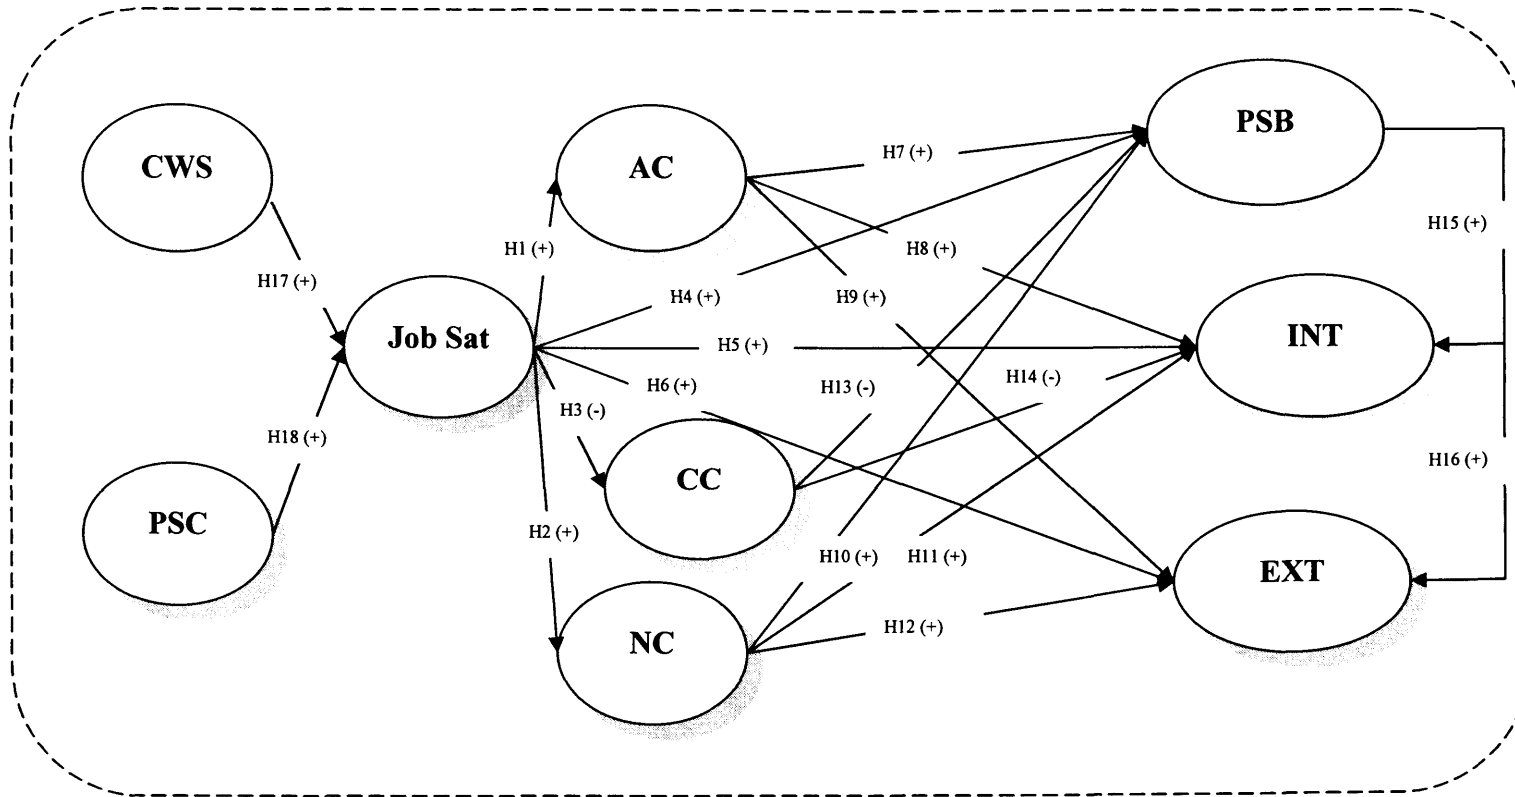 PSB
CWS
AC
H7 (+)
H15 (+)
H1 (+)
H8 (+)
H17 (+)
H4 (+)
H9 (+)
Job Sat
INT
H5 (+)
H6 (+)
H13 (-)
H14 (-)
H3 (-)
H18 (+)
H16 (+)
CC
PSC
H2 (+)
H10 (+)
H11 (+)
EXT
H12 (+)
NC